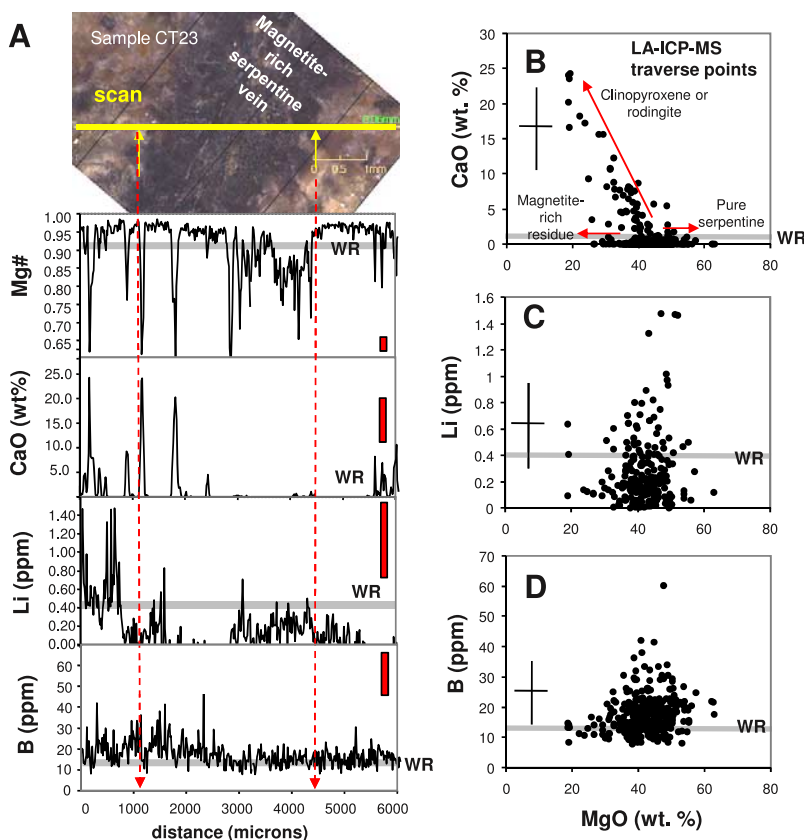 A
Sample CT23
Magnetite-
rich
serpentine
vein
scan
0 0.5 1mm
1.00
0.95
0.90
0.85
0.80
0.75
0.70
0.65
Mg#
WR
25.0
20.0
15.0
10.0
5.0
CaO (wt%)
WR
1.40
1.20
1.00
0.80
0.60
0.40
0.20
0.00
Li (ppm)
WR
60
50
40
30
20
10
0
B (ppm)
WR
0 1000 2000 3000 4000 5000 6000
distance (microns)
B
LA-ICP-MS
traverse points
Clinopyroxene or
rodingite
Magnetite-
rich
residue
Pure
serpentine
WR
30
25
20
15
10
5
0
CaO (wt. %)
0 20 40 60 80
C
1.6
1.4
1.2
1
0.8
0.6
0.4
0.2
0
Li (ppm)
WR
0 20 40 60 80
D
70
60
50
40
30
20
10
0
B (ppm)
WR
0 20 40 60 80
MgO (wt. %)